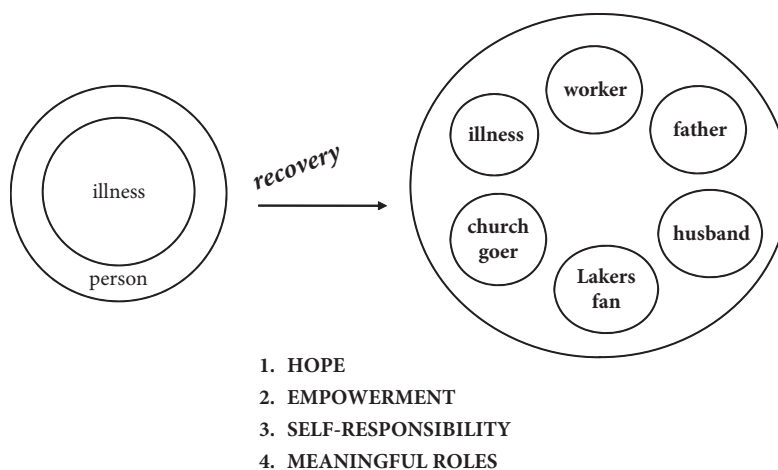 illness
person
recovery
worker
illness
father
church
goer
husband
Lakers
fan
1. HOPE
2. EMPOWERMENT
3. SELF-RESPONSIBILITY
4. MEANINGFUL ROLES